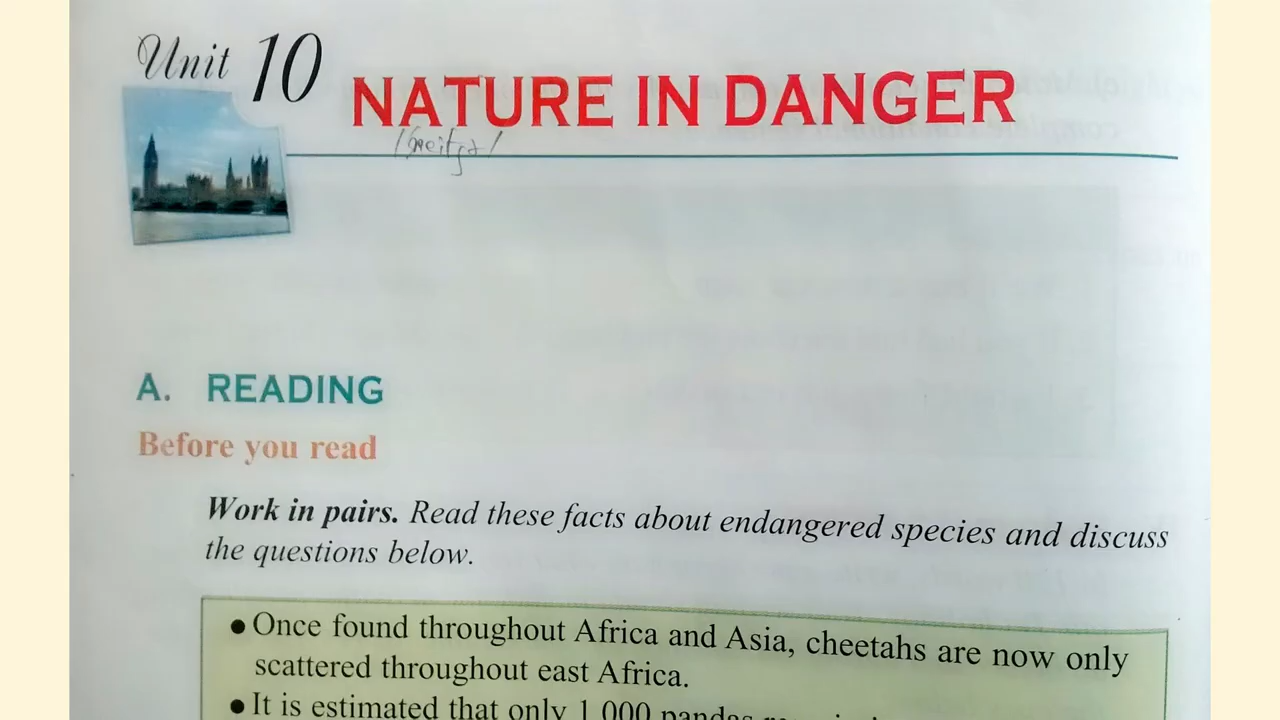 Unit 10
NATURE IN DANGER
A. READING
Before you read
Work in pairs. Read these facts about endangered species and discuss
the questions below.
● Once found throughout Africa and Asia, cheetahs are now only
scattered throughout east Africa.
● It is estimated that only 1,000 pandas